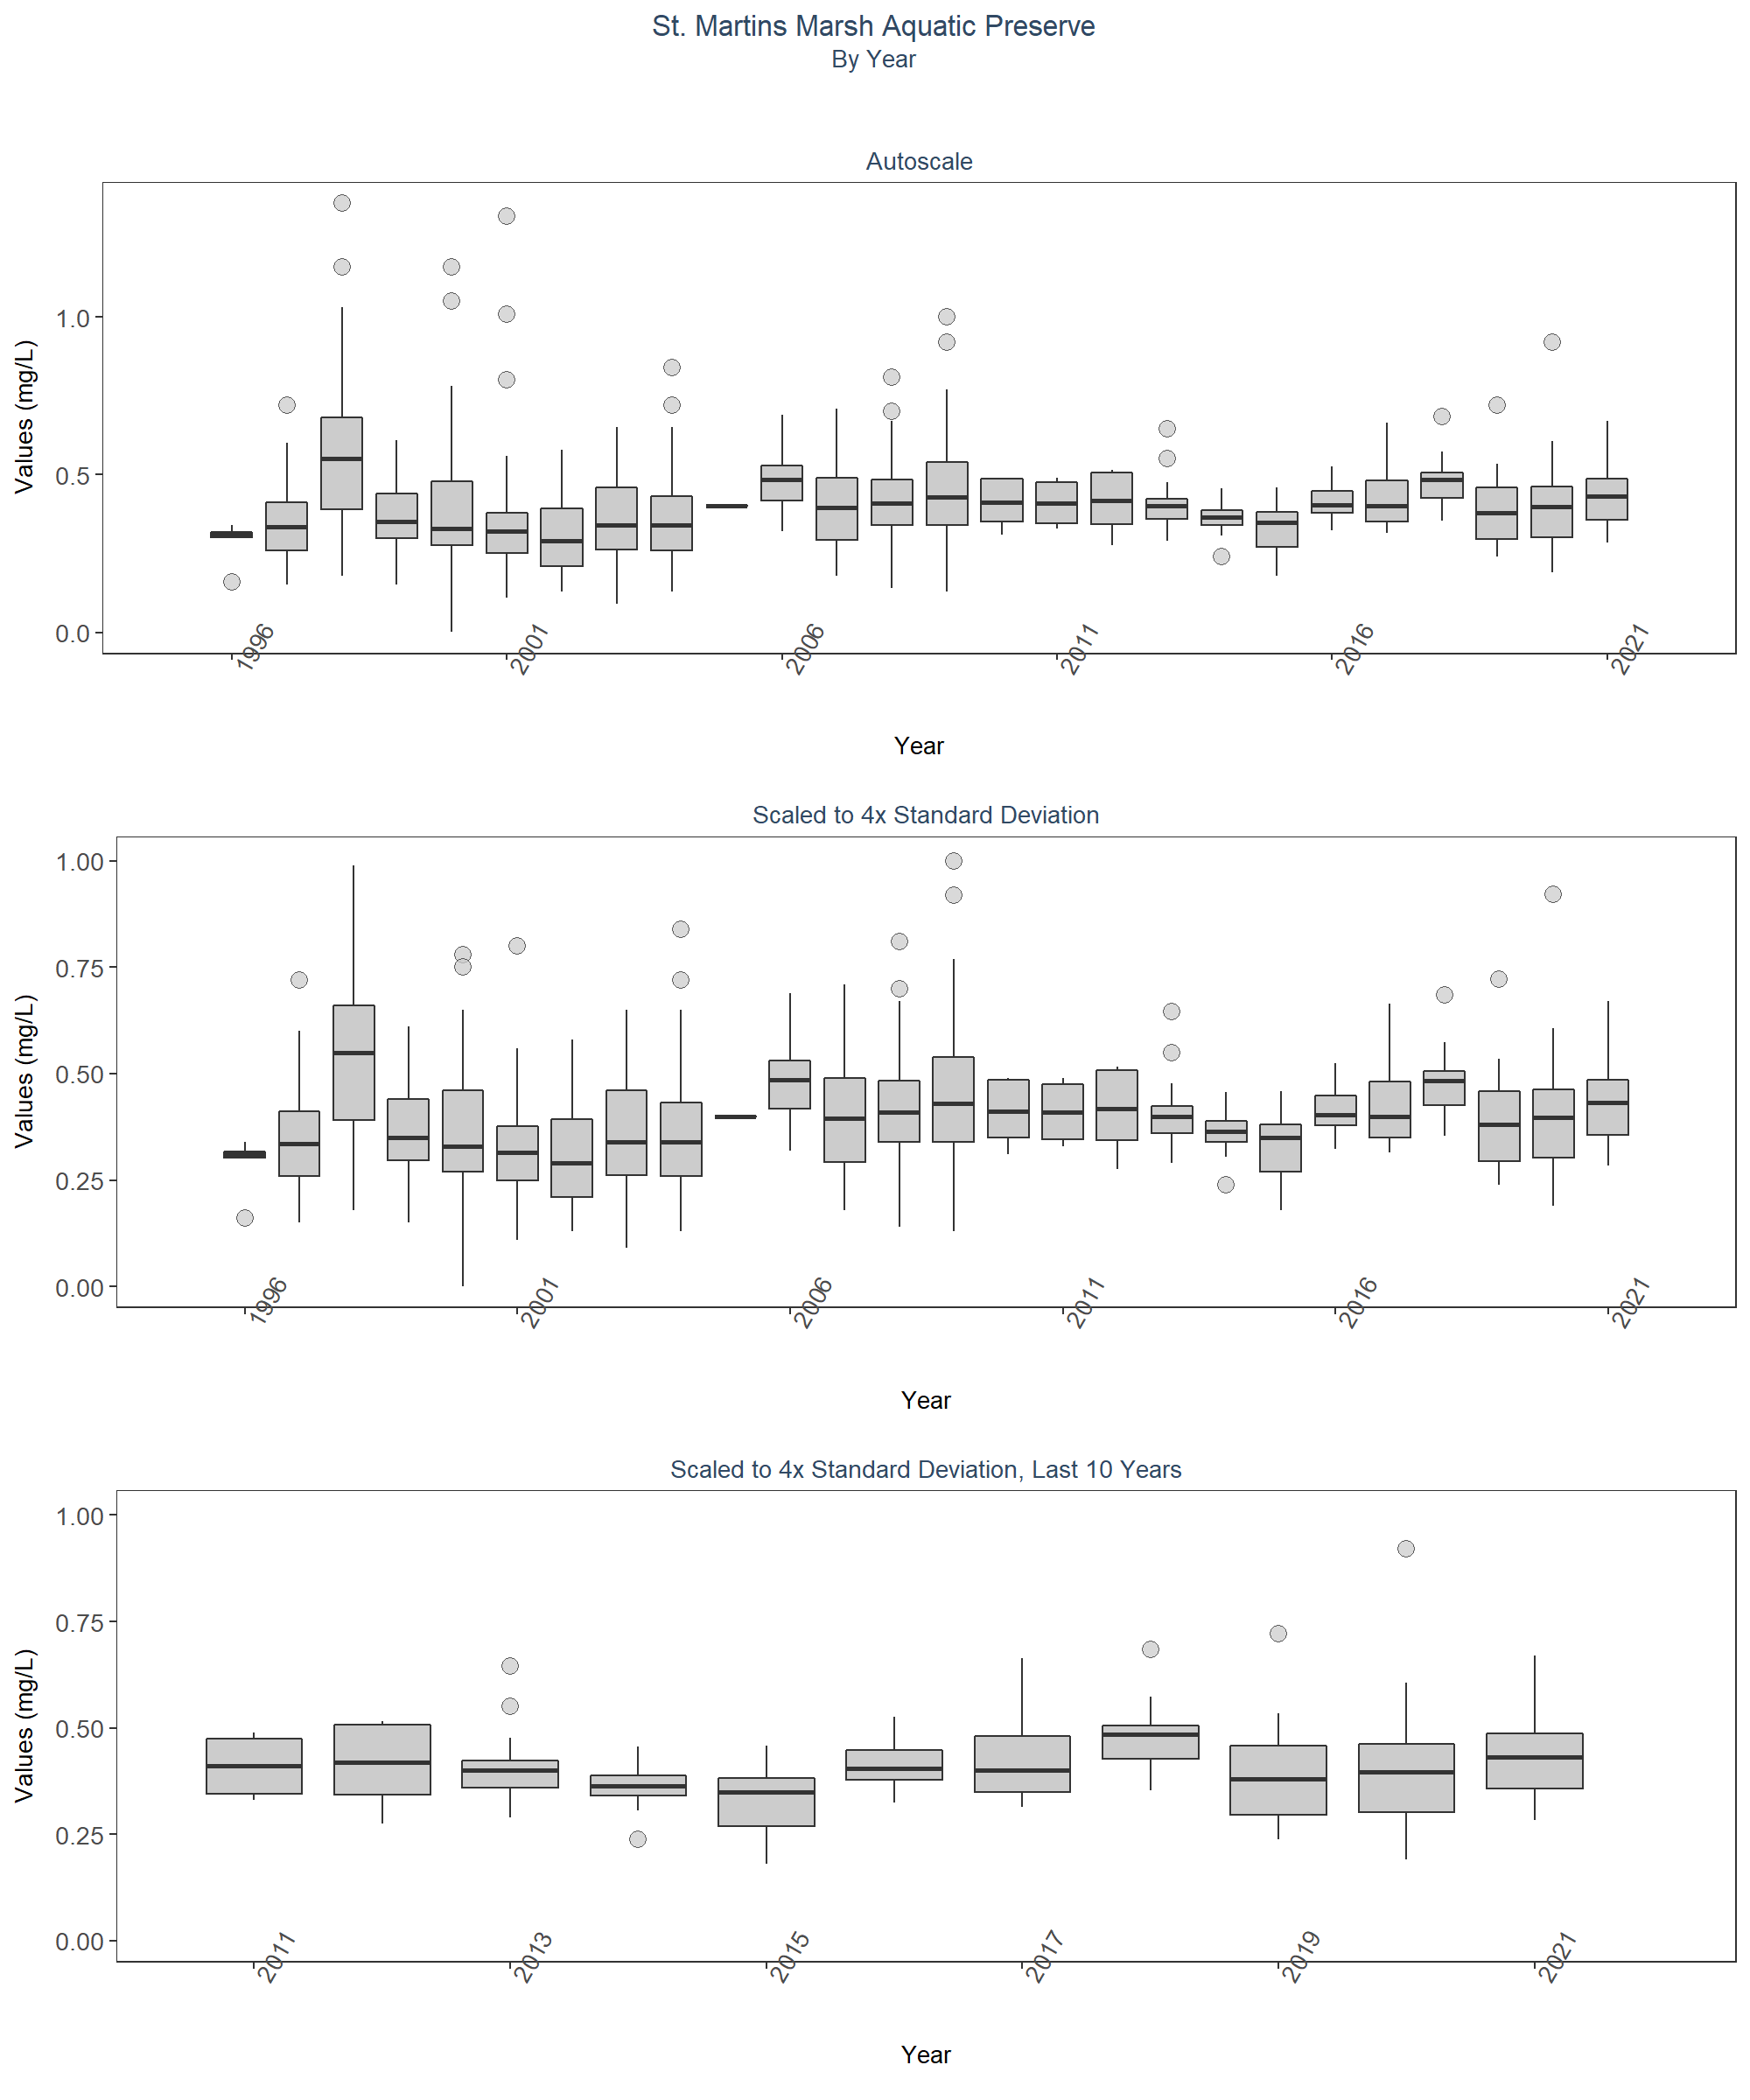 St. Martins Marsh Aquatic Preserve
By Year
Autoscale
Values (mg/L)
1.0
0.5
0.0
1996
2001
2006
2011
2016
2021
Year
Scaled to 4x Standard Deviation
Values (mg/L)
1.00
0.75
0.50
0.25
0.00
1996
2001
2006
2011
2016
2021
Year
Scaled to 4x Standard Deviation, Last 10 Years
Values (mg/L)
1.00
0.75
0.50
0.25
0.00
2011
2013
2015
2017
2019
2021
Year